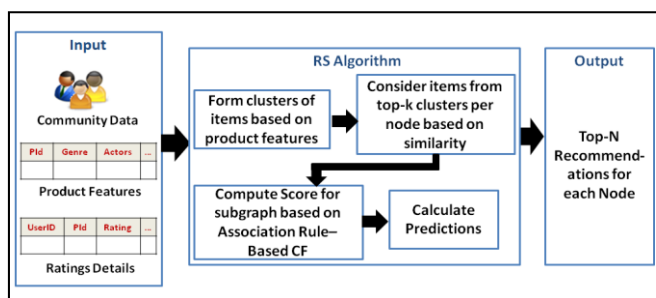 Input
Community Data
PId Genre Actors ...
Product Features
UserID PId Rating ...
Ratings Details
RS Algorithm
Form clusters of
items based on
product features
Consider items from
top-k clusters per
node based on
similarity
Compute Score for
subgraph based on
Association Rule–
Based CF
Calculate
Predictions
Output
Top-N
Recommend-
ations for
each Node